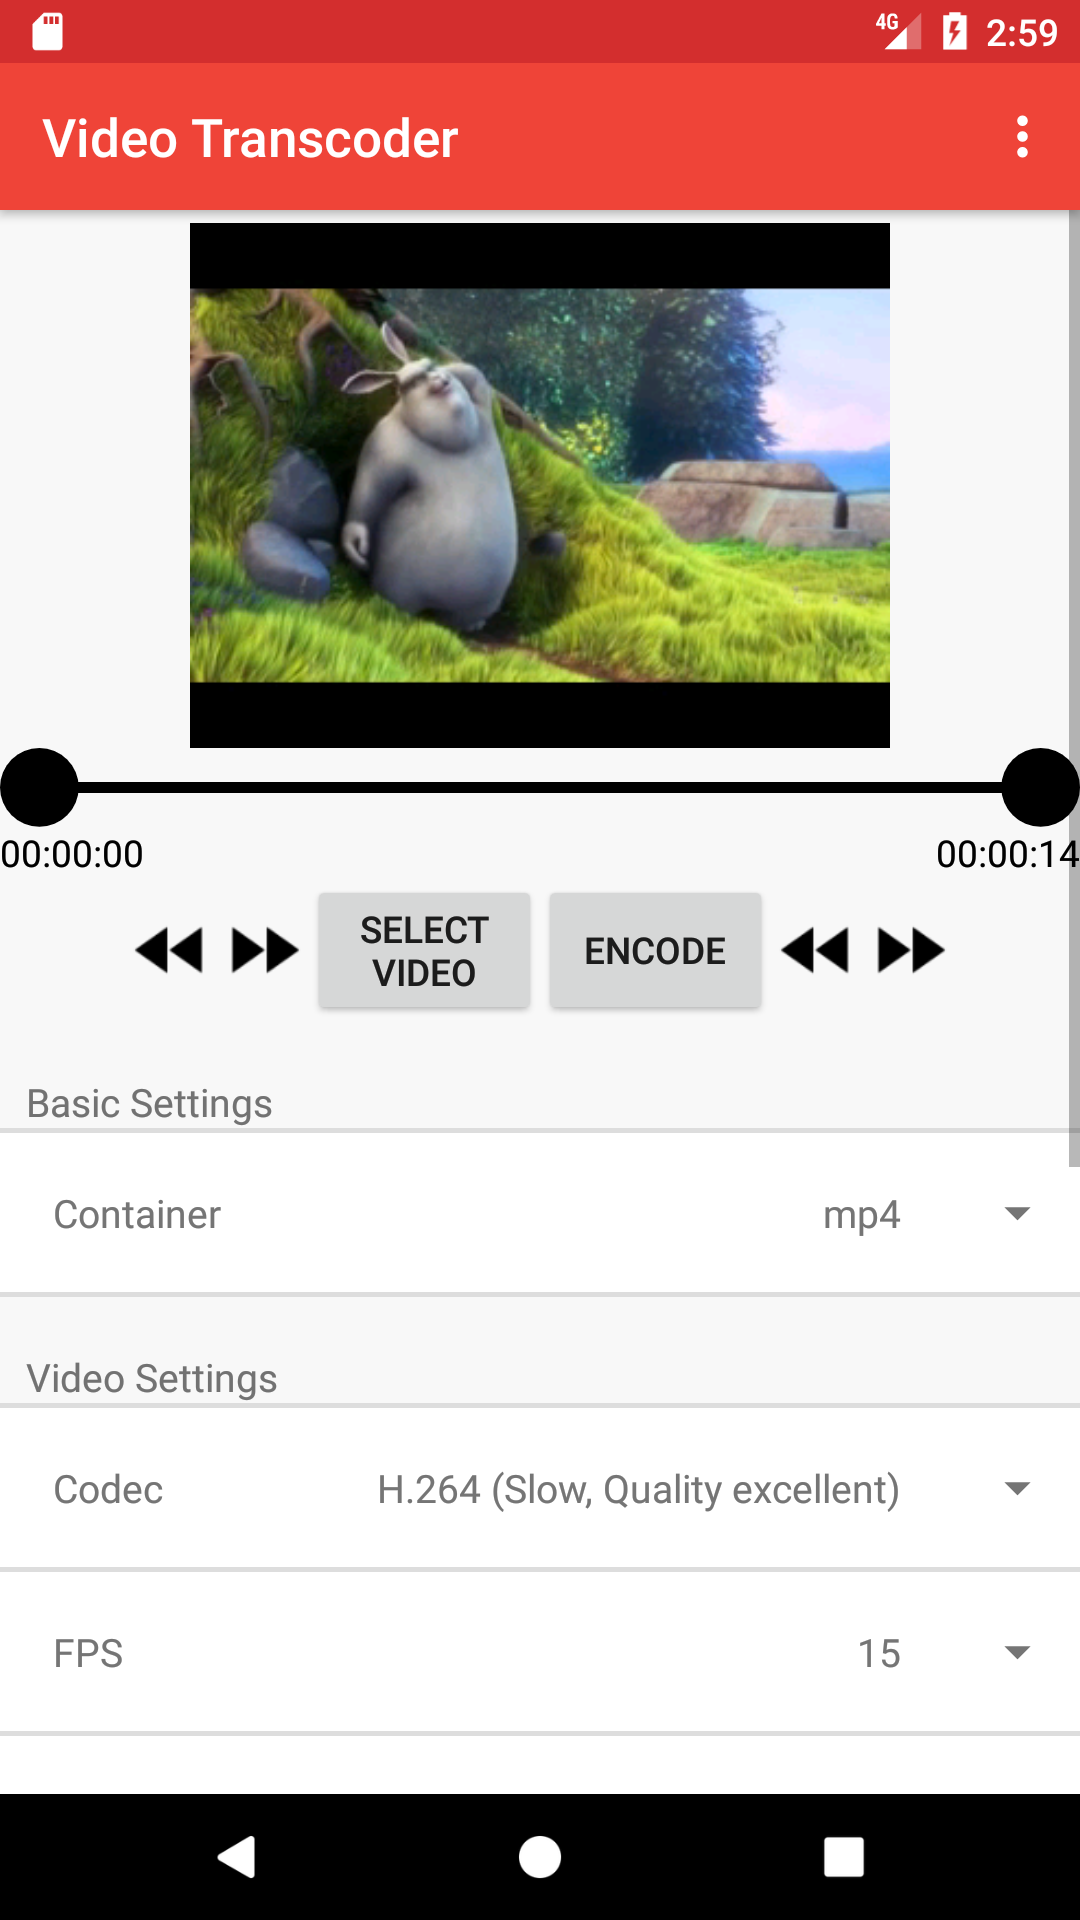 4G 2:59
Video Transcoder
00:00:00 00:00:14
SELECT
VIDEO
ENCODE
Basic Settings
Container mp4
Video Settings
Codec H.264 (Slow, Quality excellent)
FPS 15